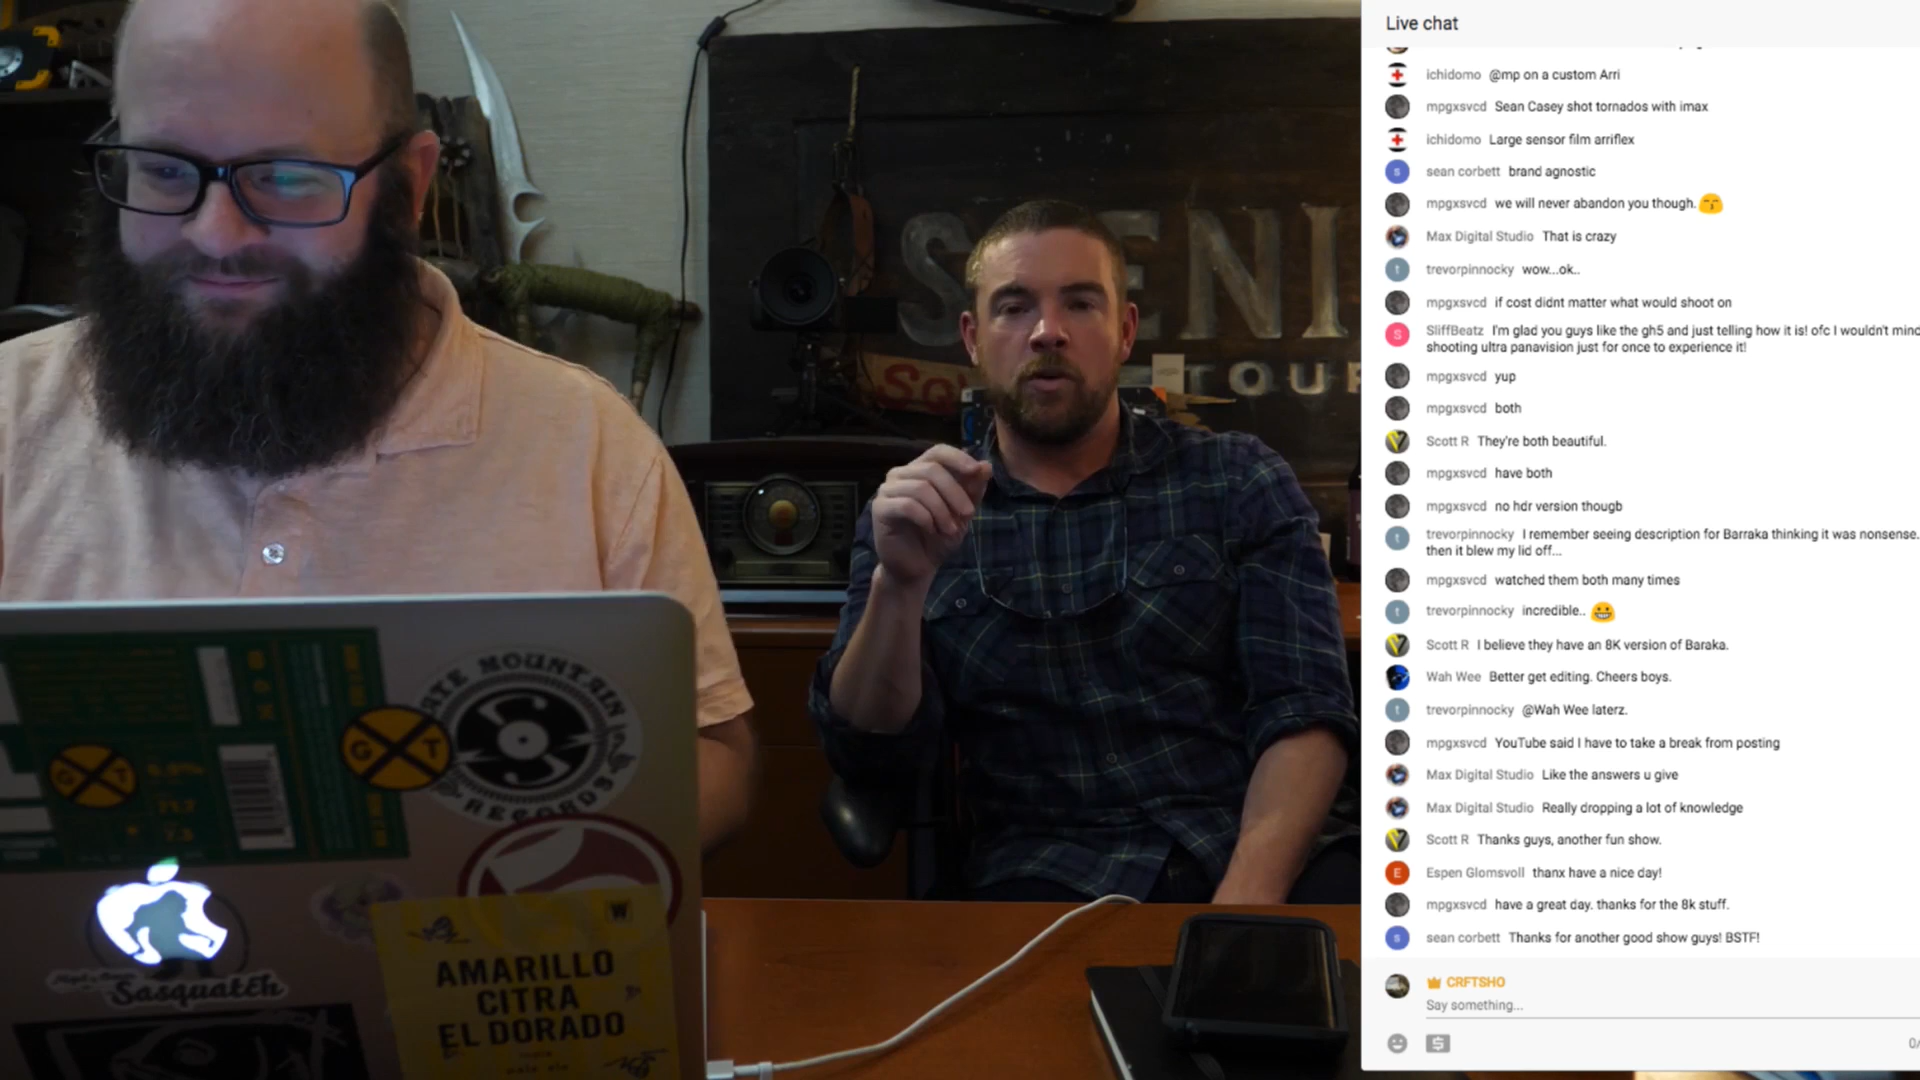 Live chat
ichidomo @mp on a custom Arri
mpgxsvcd Sean Casey shot tornados with imax
ichidomo Large sensor film arriflex
s sean corbett brand agnostic
mpgxsvcd we will never abandon you though.
Max Digital Studio That is crazy
t trevorpinnocky wow...ok..
mpgxsvcd if cost didnt matter what would shoot on
S SliffBeatz I'm glad you guys like the gh5 and just telling how it is! ofc I wouldn't mind
shooting ultra panavision just for once to experience it!
mpgxsvcd yup
mpgxsvcd both
Scott R They're both beautiful.
mpgxsvcd have both
mpgxsvcd no hdr version thougb
t trevorpinnocky I remember seeing description for Barraka thinking it was nonsense.
then it blew my lid off...
mpgxsvcd watched them both many times
t trevorpinnocky incredible..
Scott R I believe they have an 8K version of Baraka.
Wah Wee Better get editing. Cheers boys.
t trevorpinnocky @Wah Wee laterz.
mpgxsvcd YouTube said I have to take a break from posting
Max Digital Studio Like the answers u give
Max Digital Studio Really dropping a lot of knowledge
Scott R Thanks guys, another fun show.
E Espen Glomsvoll thanx have a nice day!
mpgxsvcd have a great day. thanks for the 8k stuff.
s sean corbett Thanks for another good show guys! BSTF!
CRFTSHO
Say something...
0/
SCENI
TOUR
MOUNTAIN
RECORDS
G T
G T
Sasquatch
W
AMARILLO
CITRA
EL DORADO